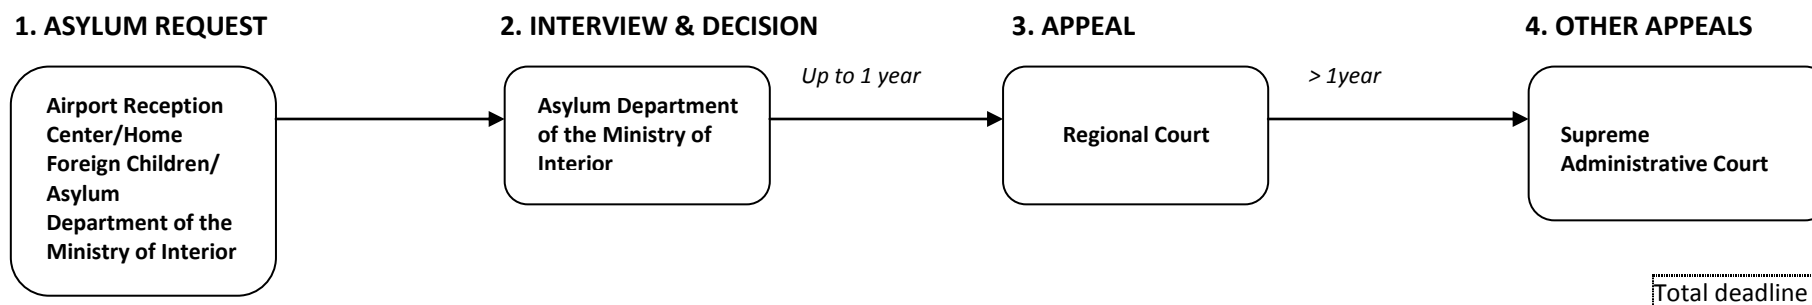 1. ASYLUM REQUEST
2. INTERVIEW & DECISION
3. APPEAL
4. OTHER APPEALS
Airport Reception
Center/Home
Foreign Children/
Asylum
Department of the
Ministry of Interior
Asylum Department
of the Ministry of
Interior
Up to 1 year
Regional Court
> 1year
Supreme
Administrative Court
Total deadline